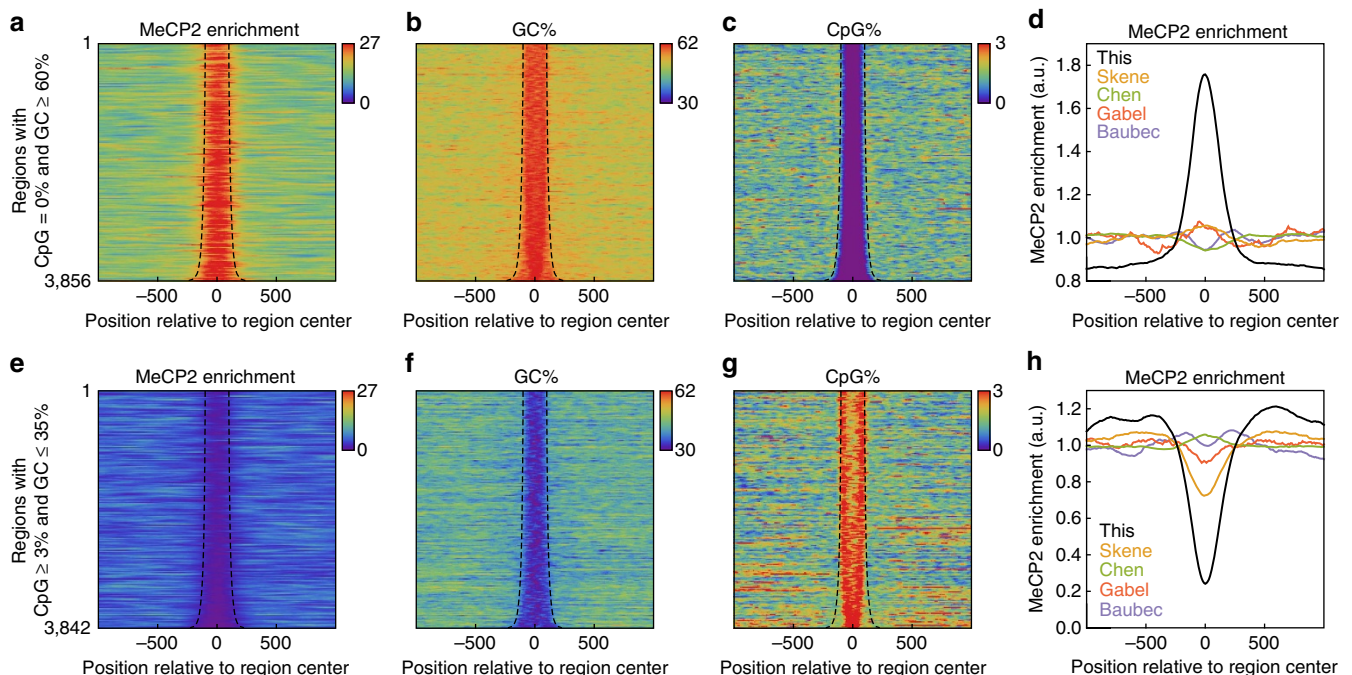 a
MeCP2 enrichment
Regions with
CpG = 0% and GC ≥ 60%
1
3,856
27
0
−500 0 500
Position relative to region center
b
GC%
62
30
−500 0 500
Position relative to region center
c
CpG%
3
0
−500 0 500
Position relative to region center
d
MeCP2 enrichment
MeCP2 enrichment (a.u.)
1.8
1.6
1.4
1.2
1.0
0.8
This
Skene
Chen
Gabel
Baubec
−500 0 500
Position relative to region center
e
MeCP2 enrichment
Regions with
CpG ≥ 3% and GC ≤ 35%
1
3,842
27
0
−500 0 500
Position relative to region center
f
GC%
62
30
−500 0 500
Position relative to region center
g
CpG%
3
0
−500 0 500
Position relative to region center
h
MeCP2 enrichment
MeCP2 enrichment (a.u.)
1.2
1.0
0.8
0.6
0.4
0.2
0.0
This
Skene
Chen
Gabel
Baubec
−500 0 500
Position relative to region center